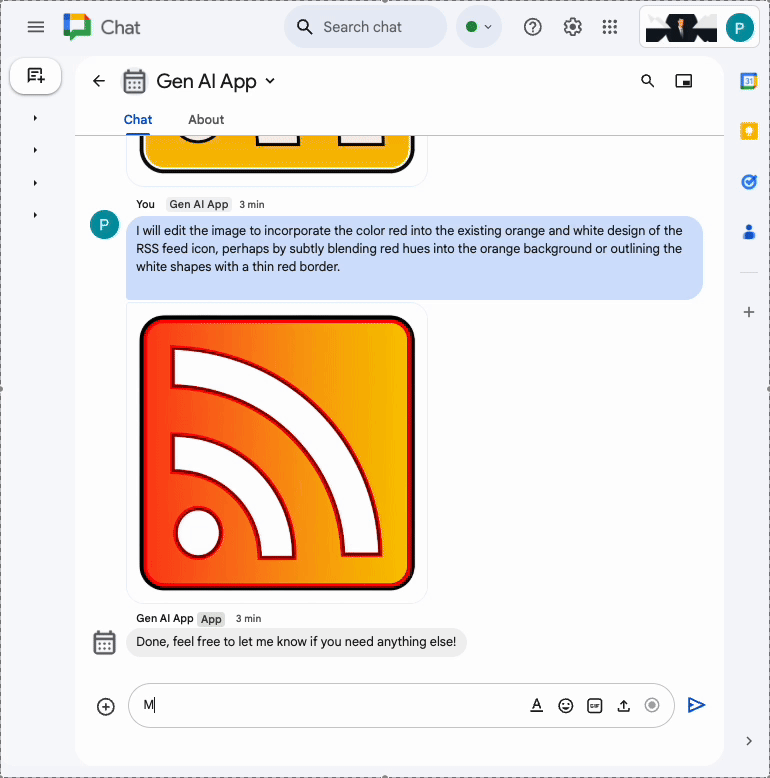 Chat
Search chat
P
31
Gen AI App
Chat
About
You Gen AI App 3 min
P
I will edit the image to incorporate the color red into the existing orange and white design of the
RSS feed icon, perhaps by subtly blending red hues into the orange background or outlining the
white shapes with a thin red border.
Gen AI App App 3 min
Done, feel free to let me know if you need anything else!
M
A
GIF